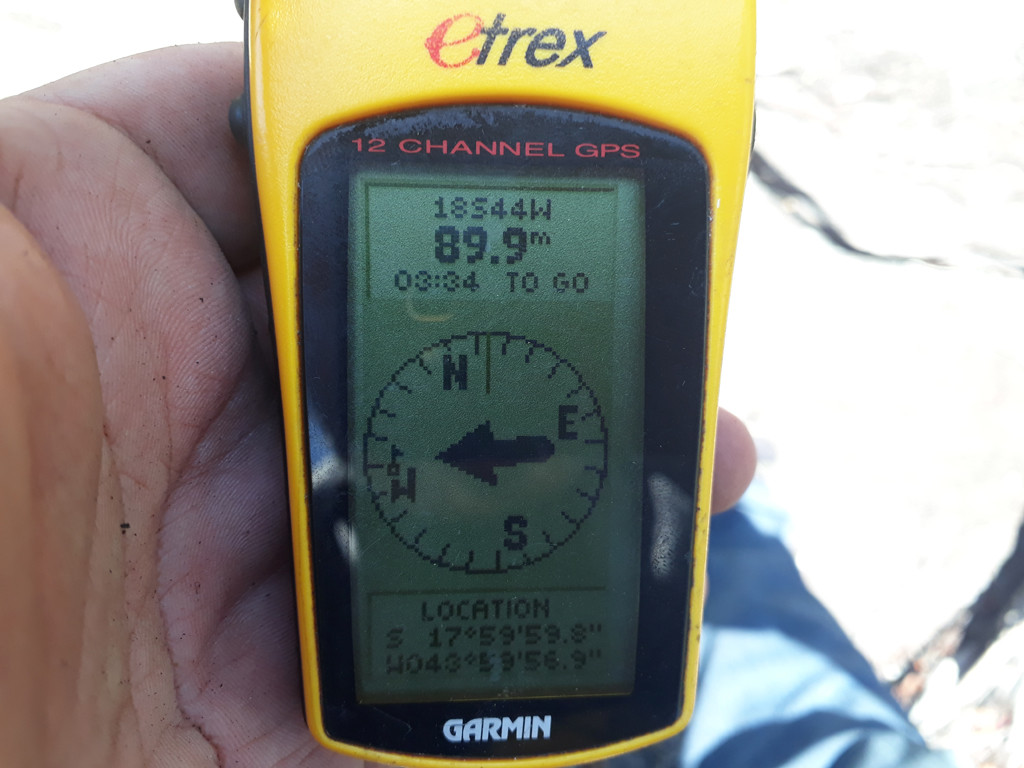 etrex
12 CHANNEL GPS
18S44W
89.9m
03:34 TO GO
N
E
W
S
LOCATION
S 17°59'59.8"
W043°59'56.9"
GARMIN